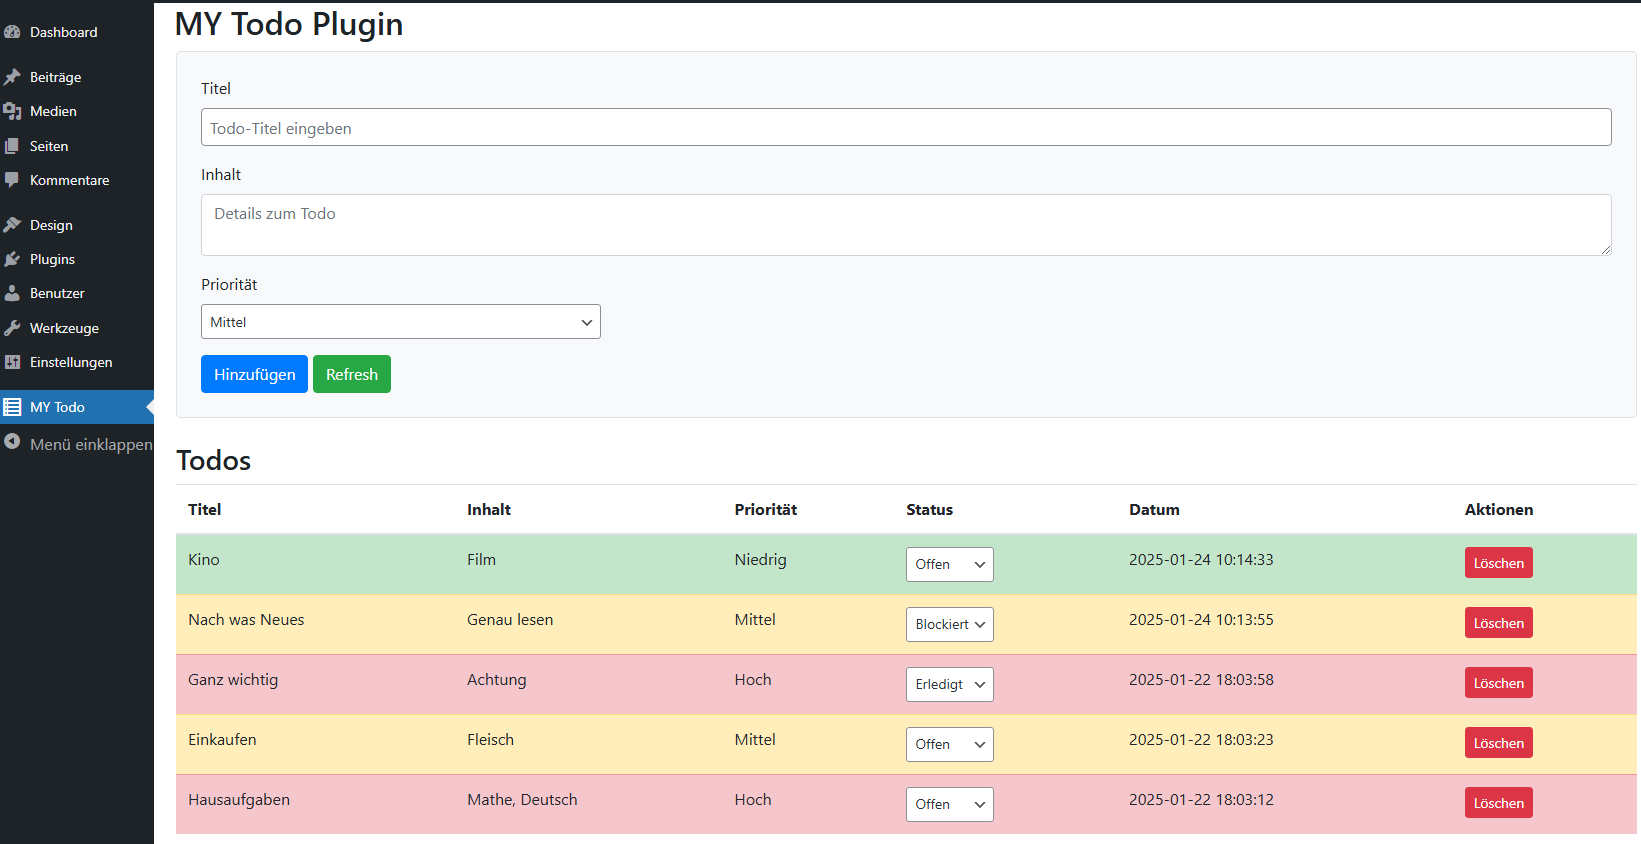 MY Todo Plugin
Dashboard
Beiträge
Medien
Seiten
Kommentare
Design
Plugins
Benutzer
Werkzeuge
Einstellungen
MY Todo
Menü einklappen
Titel
Todo-Titel eingeben
Inhalt
Details zum Todo
Priorität
Mittel
Hinzufügen Refresh
Todos
Titel Inhalt Priorität Status Datum Aktionen
Kino Film Niedrig Offen 2025-01-24 10:14:33 Löschen
Nach was Neues Genau lesen Mittel Blockiert 2025-01-24 10:13:55 Löschen
Ganz wichtig Achtung Hoch Erledigt 2025-01-22 18:03:58 Löschen
Einkaufen Fleisch Mittel Offen 2025-01-22 18:03:23 Löschen
Hausaufgaben Mathe, Deutsch Hoch Offen 2025-01-22 18:03:12 Löschen